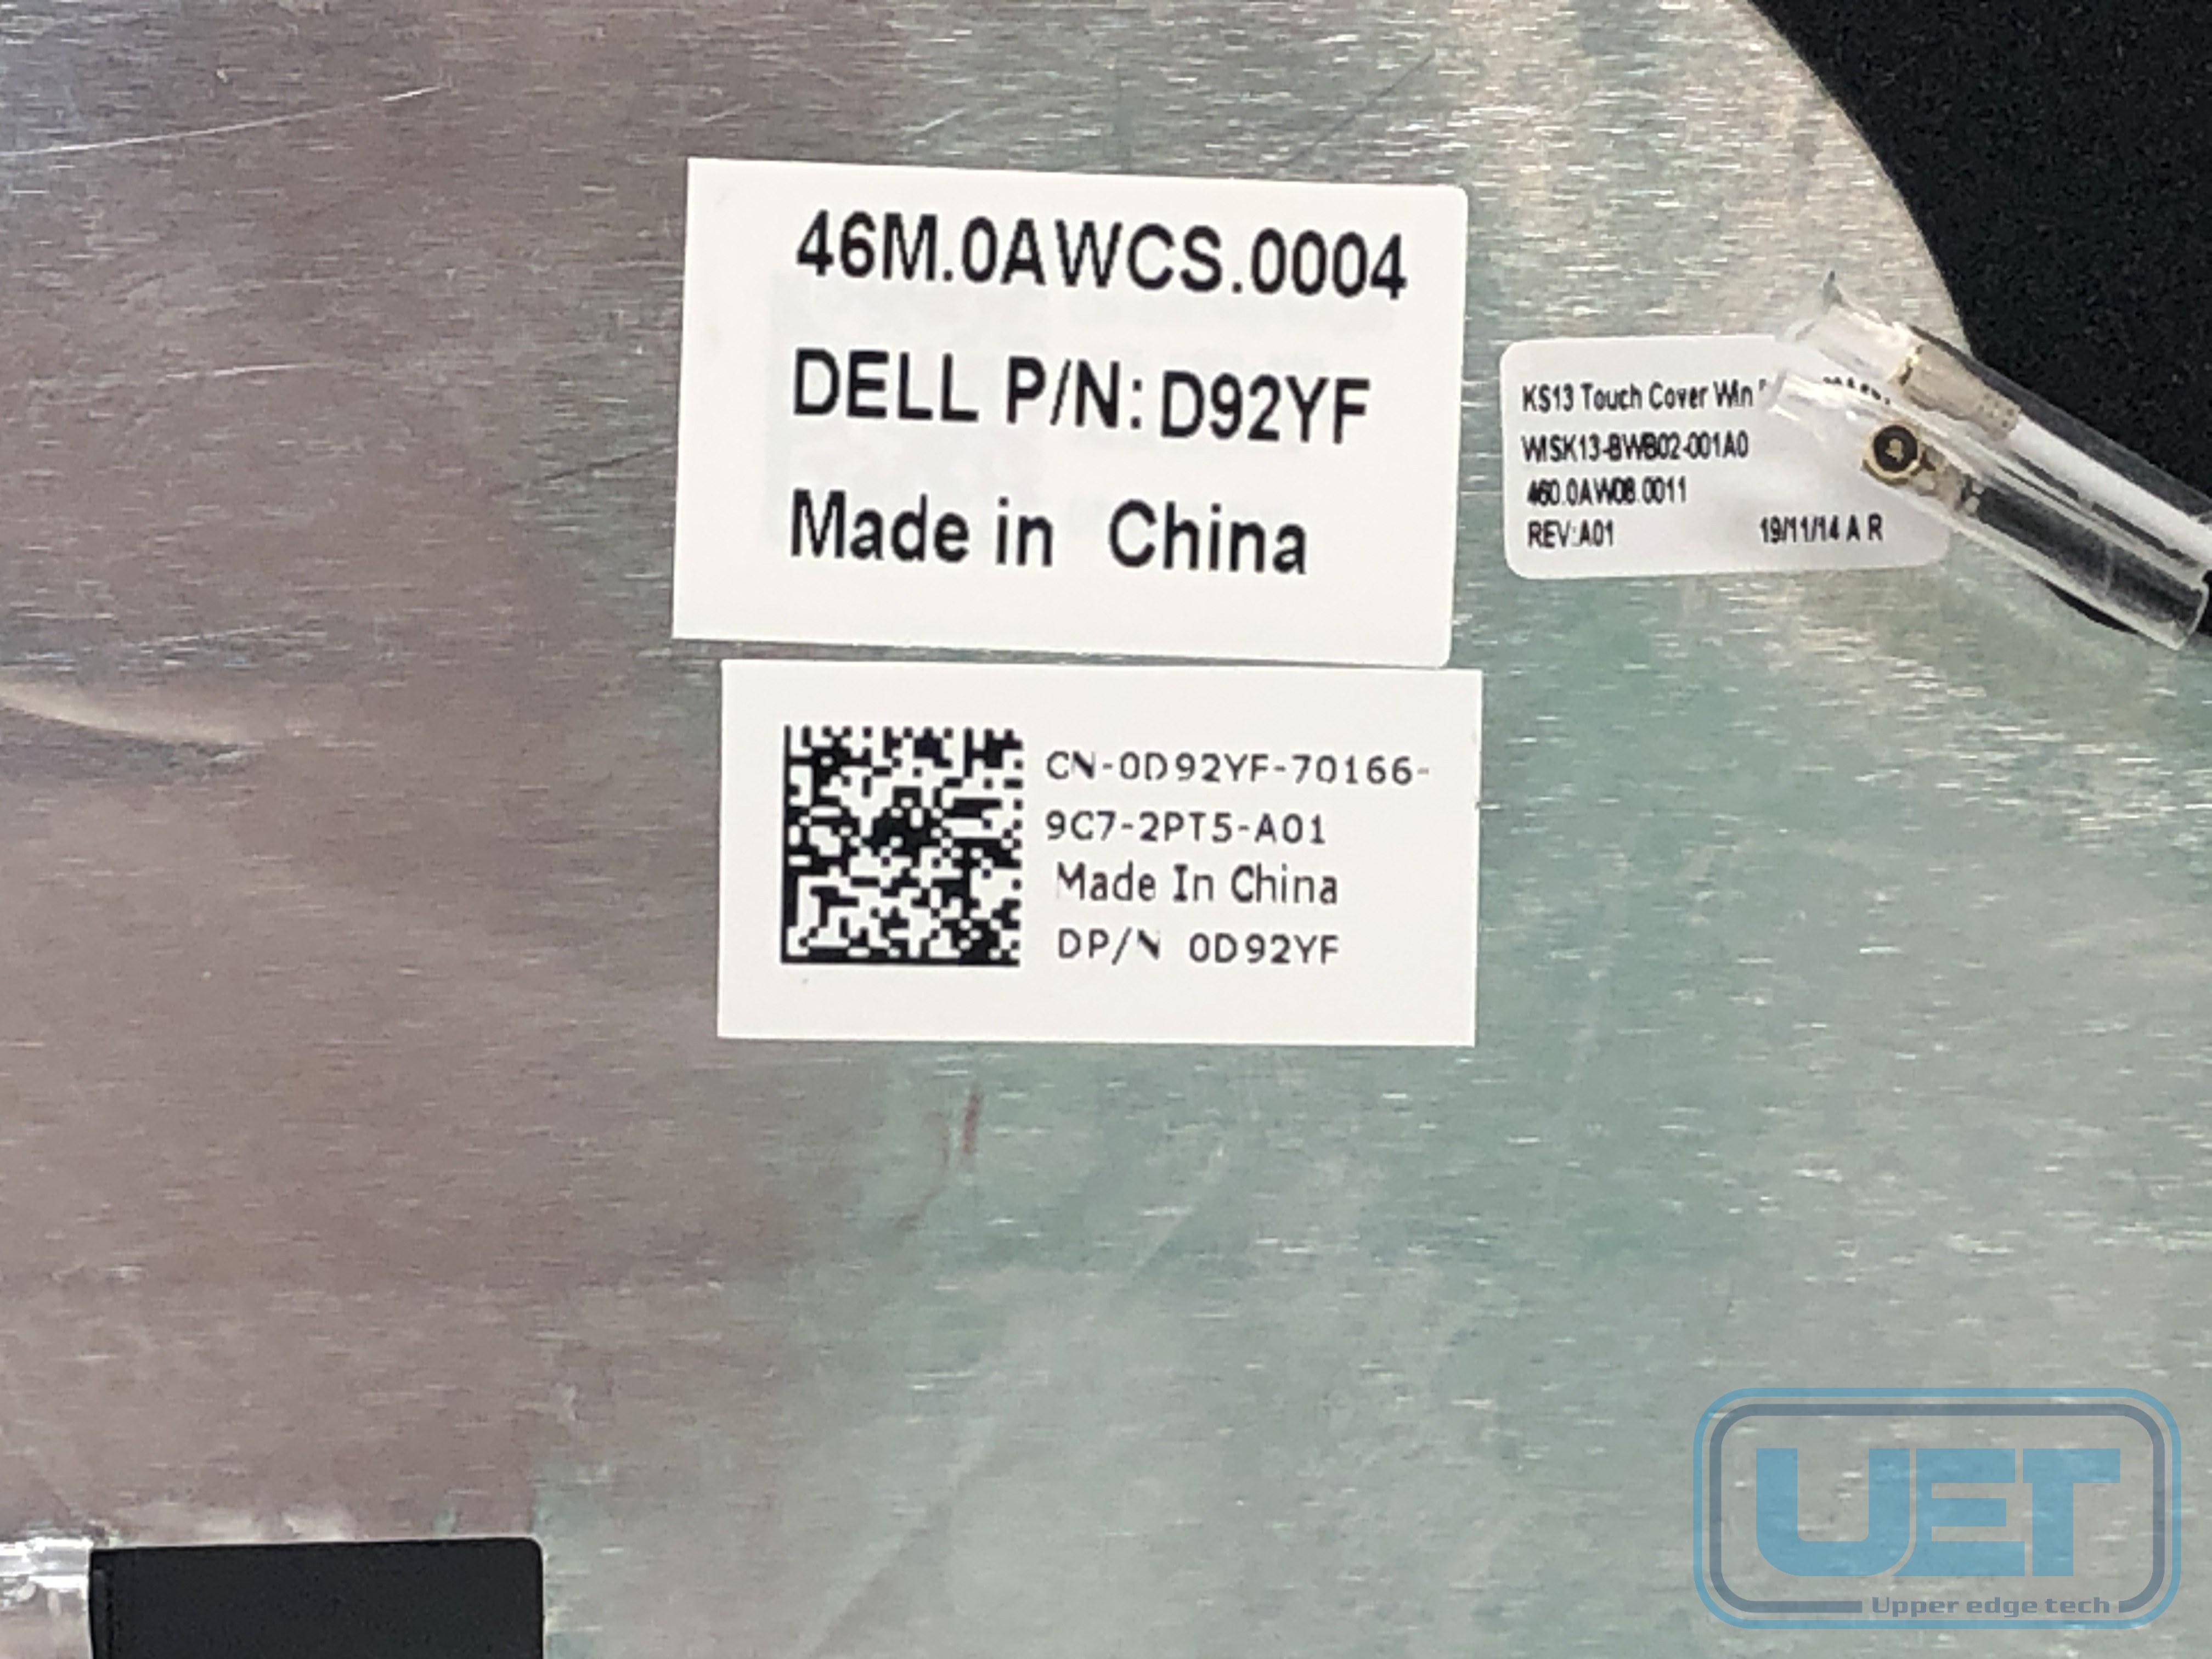 46M.0AWCS.0004
DELL P/N: D92YF
Made in China
KS13 Touch Cover Win
WISK13-BWB02-001A0
460.0AW08.0011
REV:A01 19/11/14 A R
CN-0D92YF-70166-
9C7-2PT5-A01
Made In China
DP/N 0D92YF
UET
Upper edge tech